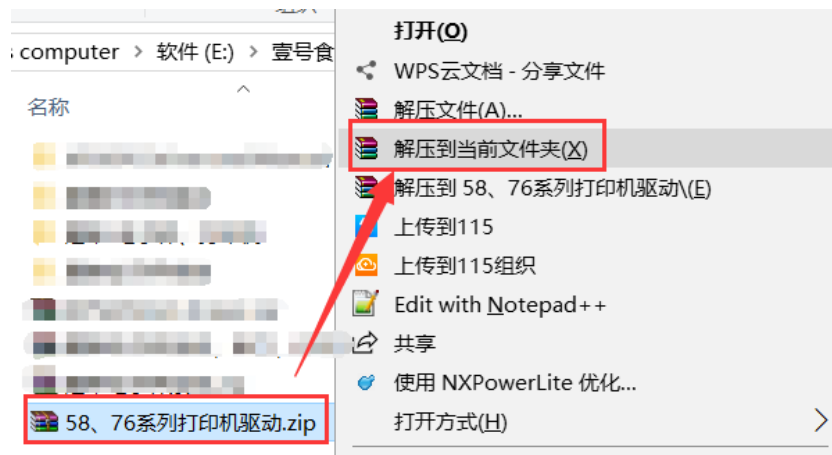 s computer > 软件 (E:) > 壹号食
名称
58、76系列打印机驱动.zip
打开(O)
WPS云文档 - 分享文件
解压文件(A)...
解压到当前文件夹(X)
解压到 58、76系列打印机驱动\(E)
上传到115
上传到115组织
Edit with Notepad++
共享
使用 NXPowerLite 优化...
打开方式(H)